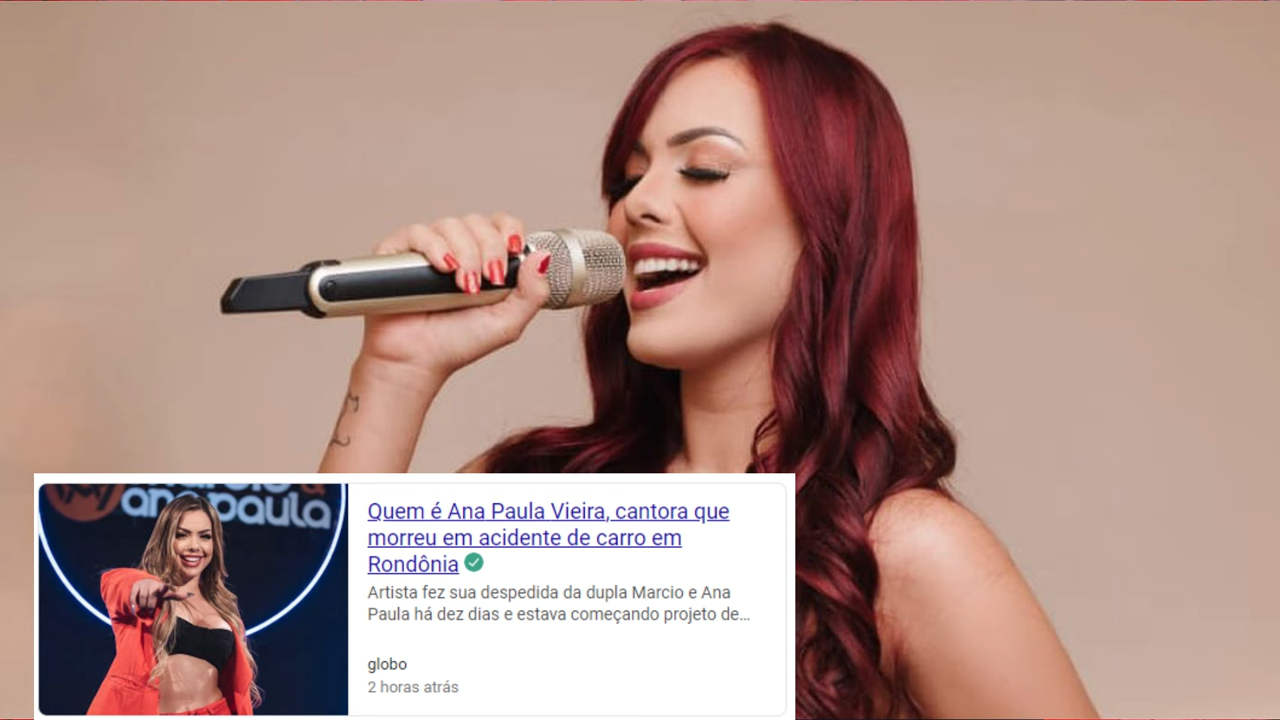 anapaula
Quem é Ana Paula Vieira, cantora que
morreu em acidente de carro em
Rondônia
Artista fez sua despedida da dupla Marcio e Ana
Paula há dez dias e estava começando projeto de...
globo
2 horas atrás